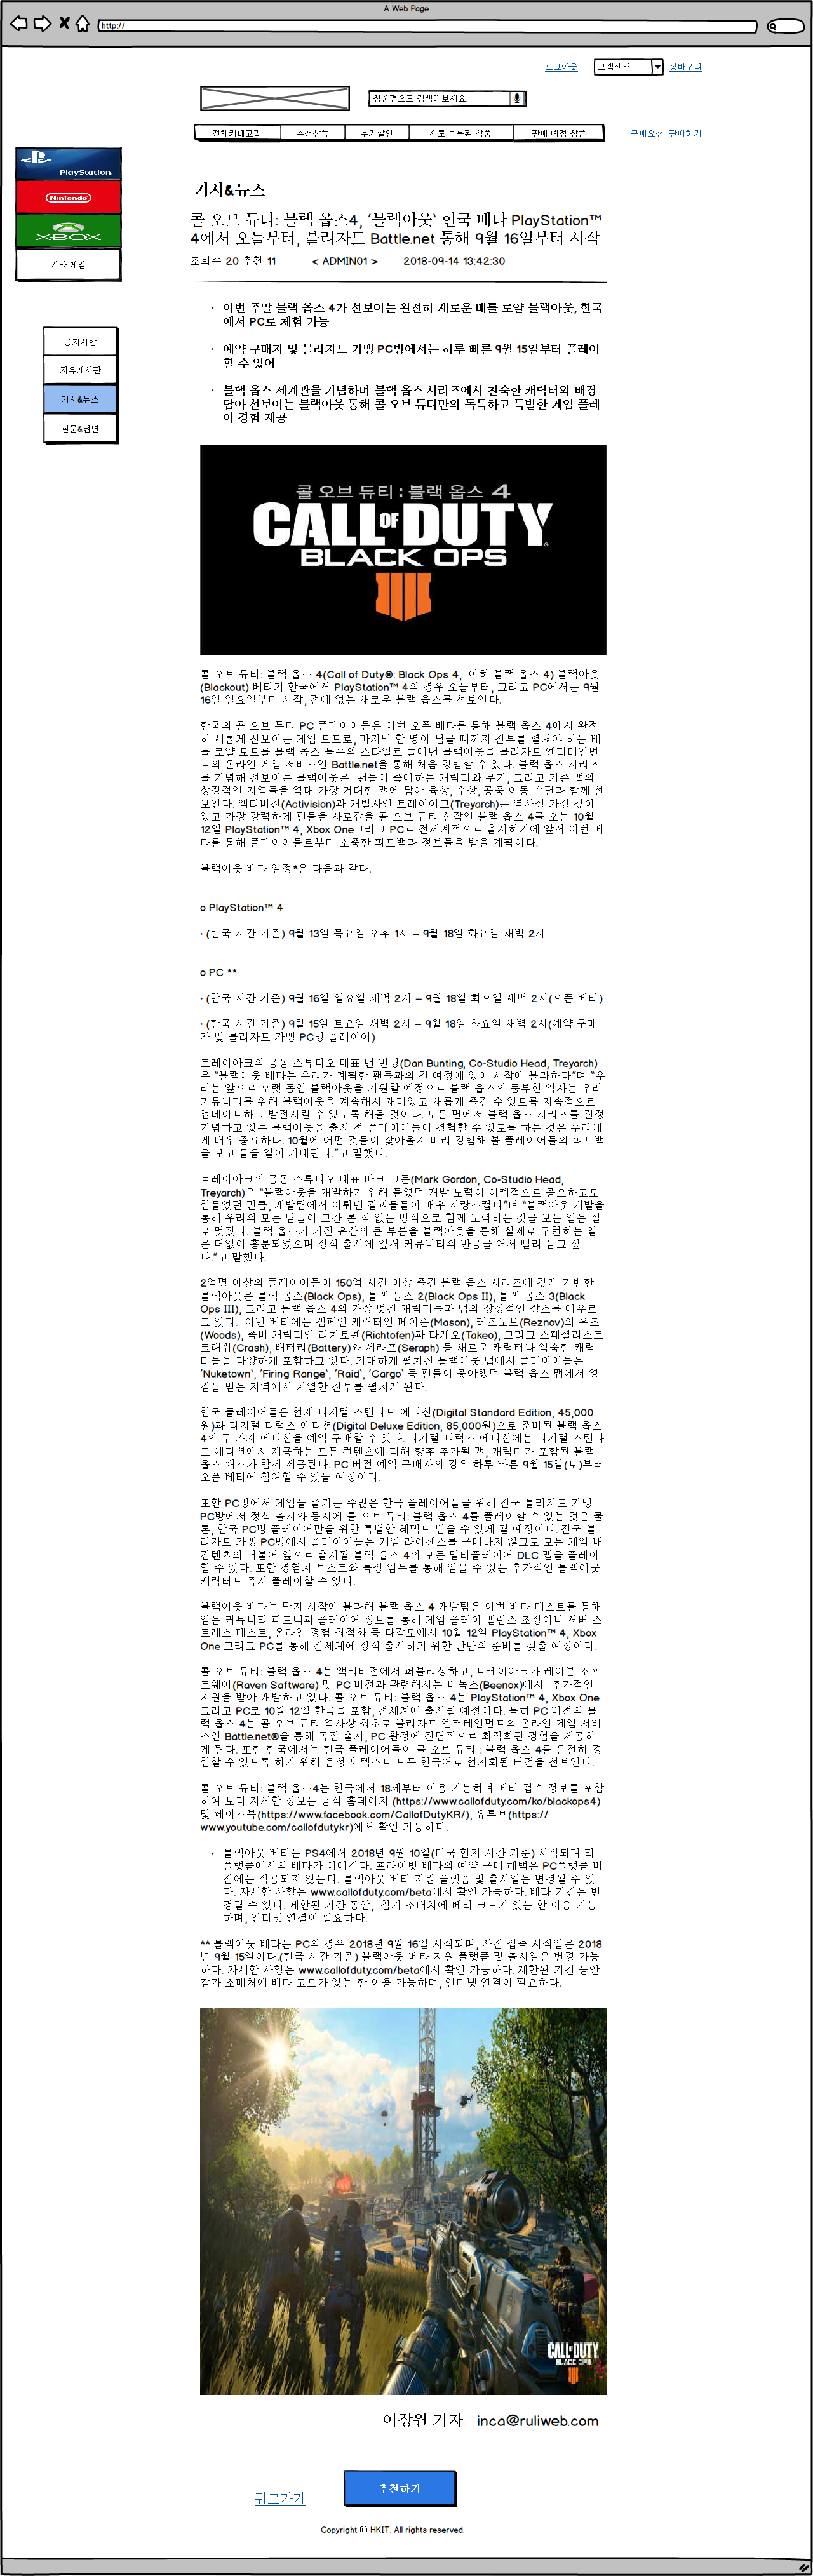 A Web Page
http://
로그아웃 고객센터 장바구니
상품명으로 검색해보세요.
전체카테고리 추천상품 추가할인 새로 등록된 상품 판매 예정 상품 구매요청 판매하기
PlayStation.
Nintendo
XBOX
기타 게임
공지사항
자유게시판
기사&뉴스
질문&답변
기사&뉴스
콜 오브 듀티: 블랙 옵스4, '블랙아웃` 한국 베타 PlayStation™
4에서 오늘부터, 블리자드 Battle.net 통해 9월 16일부터 시작
조회수 20 추천 11 < ADMIN01 > 2018-09-14 13:42:30
· 이번 주말 블랙 옵스 4가 선보이는 완전히 새로운 배틀 로얄 블랙아웃, 한국
에서 PC로 체험 가능
· 예약 구매자 및 블리자드 가맹 PC방에서는 하루 빠른 9월 15일부터 플레이
할 수 있어
· 블랙 옵스 세계관을 기념하며 블랙 옵스 시리즈에서 친숙한 캐릭터와 배경
담아 선보이는 블랙아웃 통해 콜 오브 듀티만의 독특하고 특별한 게임 플레
이 경험 제공
콜 오브 듀티 : 블랙 옵스 4
CALL OF DUTY
BLACK OPS
IIII
콜 오브 듀티: 블랙 옵스 4(Call of Duty®: Black Ops 4, 이하 블랙 옵스 4) 블랙아웃
(Blackout) 베타가 한국에서 PlayStation™ 4의 경우 오늘부터, 그리고 PC에서는 9월
16일 일요일부터 시작, 전에 없는 새로운 블랙 옵스를 선보인다.
한국의 콜 오브 듀티 PC 플레이어들은 이번 오픈 베타를 통해 블랙 옵스 4에서 완전
히 새롭게 선보이는 게임 모드로, 마지막 한 명이 남을 때까지 전투를 펼쳐야 하는 배
틀 로얄 모드를 블랙 옵스 특유의 스타일로 풀어낸 블랙아웃을 블리자드 엔터테인먼
트의 온라인 게임 서비스인 Battle.net을 통해 처음 경험할 수 있다. 블랙 옵스 시리즈
를 기념해 선보이는 블랙아웃은 팬들이 좋아하는 캐릭터와 무기, 그리고 기존 맵의
상징적인 지역들을 역대 가장 거대한 맵에 담아 육상, 수상, 공중 이동 수단과 함께 선
보인다. 액티비전(Activision)과 개발사인 트레이아크(Treyarch)는 역사상 가장 깊이
있고 가장 강력하게 팬들을 사로잡을 콜 오브 듀티 신작인 블랙 옵스 4를 오는 10월
12일 PlayStation™ 4, Xbox One그리고 PC로 전세계적으로 출시하기에 앞서 이번 베
타를 통해 플레이어들로부터 소중한 피드백과 정보들을 받을 계획이다.
블랙아웃 베타 일정*은 다음과 같다.
o PlayStation™ 4
· (한국 시간 기준) 9월 13일 목요일 오후 1시 – 9월 18일 화요일 새벽 2시
o PC **
· (한국 시간 기준) 9월 16일 일요일 새벽 2시 – 9월 18일 화요일 새벽 2시(오픈 베타)
· (한국 시간 기준) 9월 15일 토요일 새벽 2시 – 9월 18일 화요일 새벽 2시(예약 구매
자 및 블리자드 가맹 PC방 플레이어)
트레이아크의 공동 스튜디오 대표 댄 번팅(Dan Bunting, Co-Studio Head, Treyarch)
은 "블랙아웃 베타는 우리가 계획한 팬들과의 긴 여정에 있어 시작에 불과하다"며 "우
리는 앞으로 오랫 동안 블랙아웃을 지원할 예정으로 블랙 옵스의 풍부한 역사는 우리
커뮤니티를 위해 블랙아웃을 계속해서 재미있고 새롭게 즐길 수 있도록 지속적으로
업데이트하고 발전시킬 수 있도록 해줄 것이다. 모든 면에서 블랙 옵스 시리즈를 진정
기념하고 있는 블랙아웃을 출시 전 플레이어들이 경험할 수 있도록 하는 것은 우리에
게 매우 중요하다. 10월에 어떤 것들이 찾아올지 미리 경험해 볼 플레이어들의 피드백
을 보고 들을 일이 기대된다."고 말했다.
트레이아크의 공동 스튜디오 대표 마크 고든(Mark Gordon, Co-Studio Head,
Treyarch)은 "블랙아웃을 개발하기 위해 들였던 개발 노력이 이례적으로 중요하고도
힘들었던 만큼, 개발팀에서 이뤄낸 결과물들이 매우 자랑스럽다"며 "블랙아웃 개발을
통해 우리의 모든 팀들이 그간 본 적 없는 방식으로 함께 노력하는 것을 보는 일은 실
로 멋졌다. 블랙 옵스가 가진 유산의 큰 부분을 블랙아웃을 통해 실제로 구현하는 일
은 더없이 흥분되었으며 정식 출시에 앞서 커뮤니티의 반응을 어서 빨리 듣고 싶
다."고 말했다.
2억명 이상의 플레이어들이 150억 시간 이상 즐긴 블랙 옵스 시리즈에 깊게 기반한
블랙아웃은 블랙 옵스(Black Ops), 블랙 옵스 2(Black Ops II), 블랙 옵스 3(Black
Ops III), 그리고 블랙 옵스 4의 가장 멋진 캐릭터들과 맵의 상징적인 장소를 아우르
고 있다. 이번 베타에는 캠페인 캐릭터인 메이슨(Mason), 레즈노브(Reznov)와 우즈
(Woods), 좀비 캐릭터인 리치토펜(Richtofen)과 타케오(Takeo), 그리고 스페셜리스트
크래쉬(Crash), 배터리(Battery)와 세라프(Seraph) 등 새로운 캐릭터나 익숙한 캐릭
터들을 다양하게 포함하고 있다. 거대하게 펼치진 블랙아웃 맵에서 플레이어들은
'Nuketown`, 'Firing Range`, 'Raid`, 'Cargo` 등 팬들이 좋아했던 블랙 옵스 맵에서 영
감을 받은 지역에서 치열한 전투를 펼치게 된다.
한국 플레이어들은 현재 디지털 스탠다드 에디션(Digital Standard Edition, 45,000
원)과 디지털 디럭스 에디션(Digital Deluxe Edition, 85,000원)으로 준비된 블랙 옵스
4의 두 가지 에디션을 예약 구매할 수 있다. 디지털 디럭스 에디션에는 디지털 스탠다
드 에디션에서 제공하는 모든 컨텐츠에 더해 향후 추가될 맵, 캐릭터가 포함된 블랙
옵스 패스가 함께 제공된다. PC 버전 예약 구매자의 경우 하루 빠른 9월 15일(토)부터
오픈 베타에 참여할 수 있을 예정이다.
또한 PC방에서 게임을 즐기는 수많은 한국 플레이어들을 위해 전국 블리자드 가맹
PC방에서 정식 출시와 동시에 콜 오브 듀티: 블랙 옵스 4를 플레이할 수 있는 것은 물
론, 한국 PC방 플레이어만을 위한 특별한 혜택도 받을 수 있게 될 예정이다. 전국 블
리자드 가맹 PC방에서 플레이어들은 게임 라이센스를 구매하지 않고도 모든 게임 내
컨텐츠와 더불어 앞으로 출시될 블랙 옵스 4의 모든 멀티플레이어 DLC 맵을 플레이
할 수 있다. 또한 경험치 부스트와 특정 임무를 통해 얻을 수 있는 추가적인 블랙아웃
캐릭터도 즉시 플레이할 수 있다.
블랙아웃 베타는 단지 시작에 불과해 블랙 옵스 4 개발팀은 이번 베타 테스트를 통해
얻은 커뮤니티 피드백과 플레이어 정보를 통해 게임 플레이 밸런스 조정이나 서버 스
트레스 테스트, 온라인 경험 최적화 등 다각도에서 10월 12일 PlayStation™ 4, Xbox
One 그리고 PC를 통해 전세계에 정식 출시하기 위한 만반의 준비를 갖출 예정이다.
콜 오브 듀티: 블랙 옵스 4는 액티비전에서 퍼블리싱하고, 트레이아크가 레이븐 소프
트웨어(Raven Saftware) 및 PC 버전과 관련해서는 비녹스(Beenox)에서 추가적인
지원을 받아 개발하고 있다. 콜 오브 듀티: 블랙 옵스 4는 PlayStation™ 4, Xbox One
그리고 PC로 10월 12일 한국을 포함, 전세계에 출시될 예정이다. 특히 PC 버전의 블
랙 옵스 4는 콜 오브 듀티 역사상 최초로 블리자드 엔터테인먼트의 온라인 게임 서비
스인 Battle.net®을 통해 독점 출시, PC 환경에 전면적으로 최적화된 경험을 제공하
게 된다. 또한 한국에서는 한국 플레이어들이 콜 오브 듀티 : 블랙 옵스 4를 온전히 경
험할 수 있도록 하기 위해 음성과 텍스트 모두 한국어로 현지화된 버전을 선보인다.
콜 오브 듀티: 블랙 옵스4는 한국에서 18세부터 이용 가능하며 베타 접속 정보를 포함
하여 보다 자세한 정보는 공식 홈페이지 (https://www.callofduty.com/ko/blackops4)
및 페이스북(https://www.facebook.com/CallofDutyKR/), 유투브(https://
www.youtube.com/callofdutykr)에서 확인 가능하다.
· 블랙아웃 베타는 PS4에서 2018년 9월 10일(미국 현지 시간 기준) 시작되며 타
플랫폼에서의 베타가 이어진다. 프라이빗 베타의 예약 구매 혜택은 PC플랫폼 버
전에는 적용되지 않는다. 블랙아웃 베타 지원 플랫폼 및 출시일은 변경될 수 있
다. 자세한 사항은 www.callofduty.com/beta에서 확인 가능하다. 베타 기간은 변
경될 수 있다. 제한된 기간 동안, 참가 소매처에 베타 코드가 있는 한 이용 가능
하며, 인터넷 연결이 필요하다.
** 블랙아웃 베타는 PC의 경우 2018년 9월 16일 시작되며, 사전 접속 시작일은 2018
년 9월 15일이다.(한국 시간 기준) 블랙아웃 베타 지원 플랫폼 및 출시일은 변경 가능
하다. 자세한 사항은 www.callofduty.com/beta에서 확인 가능하다. 제한된 기간 동안
참가 소매처에 베타 코드가 있는 한 이용 가능하며, 인터넷 연결이 필요하다.
CALL OF DUTY
BLACK OPS
IIII
이장원 기자 inca@ruliweb.com
뒤로가기 추천하기
Copyright ⓒ HKIT. All rights reserved.